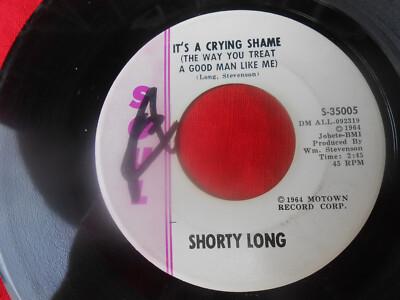 IT'S A CRYING SHAME
(THE WAY YOU TREAT
A GOOD MAN LIKE ME)
(Long, Stevenson)
SOUL
S-35005
DM ALL-092319
©1964
Jobete-BMI
Produced By
Wm. Stevenson
Time: 2:45
45 RPM
©1964 MOTOWN
RECORD CORP.
SHORTY LONG